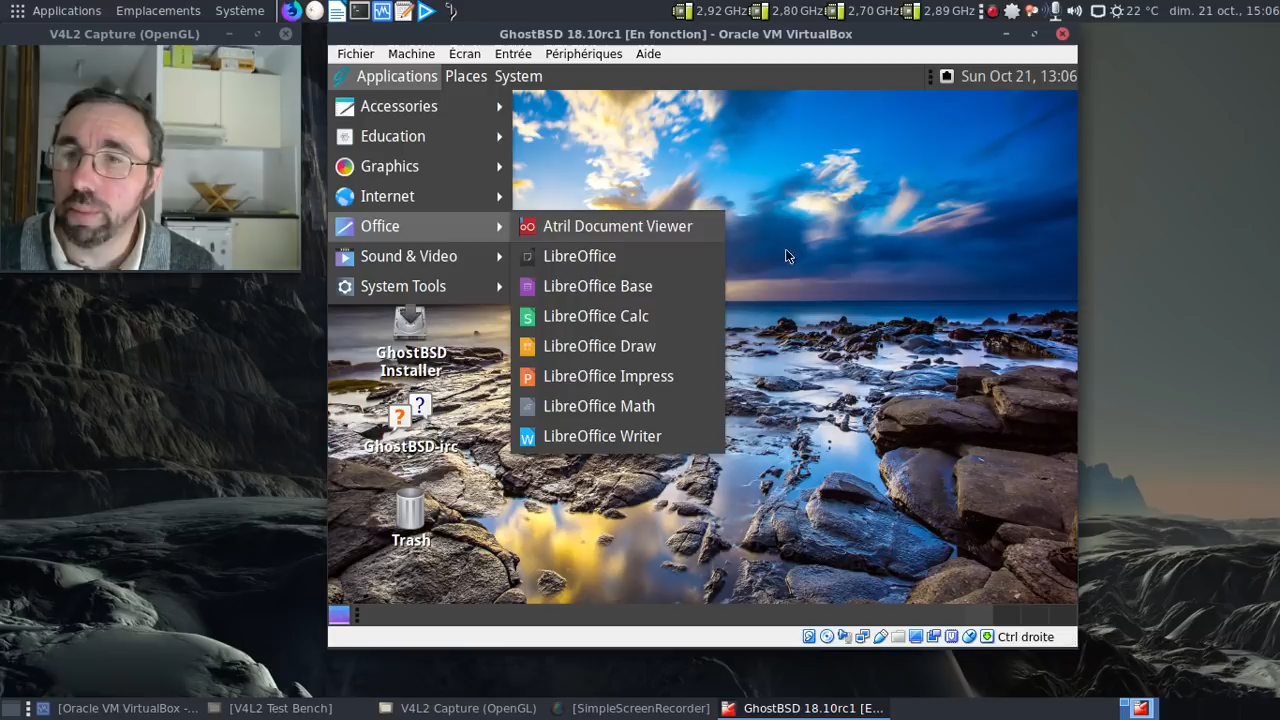 Applications Emplacements Système
2,92 GHz 2,80 GHz 2,70 GHz 2,89 GHz 22 °C dim. 21 oct., 15:06
V4L2 Capture (OpenGL)
GhostBSD 18.10rc1 [En fonction] - Oracle VM VirtualBox
Fichier Machine Écran Entrée Périphériques Aide
Applications Places System
Sun Oct 21, 13:06
Accessories
Education
Graphics
Internet
Office
Sound & Video
System Tools
Atril Document Viewer
LibreOffice
LibreOffice Base
LibreOffice Calc
LibreOffice Draw
LibreOffice Impress
LibreOffice Math
LibreOffice Writer
GhostBSD
Installer
GhostBSD-irc
Trash
Ctrl droite
[Oracle VM VirtualBox -... [V4L2 Test Bench] V4L2 Capture (OpenGL) [SimpleScreenRecorder] GhostBSD 18.10rc1 [E...